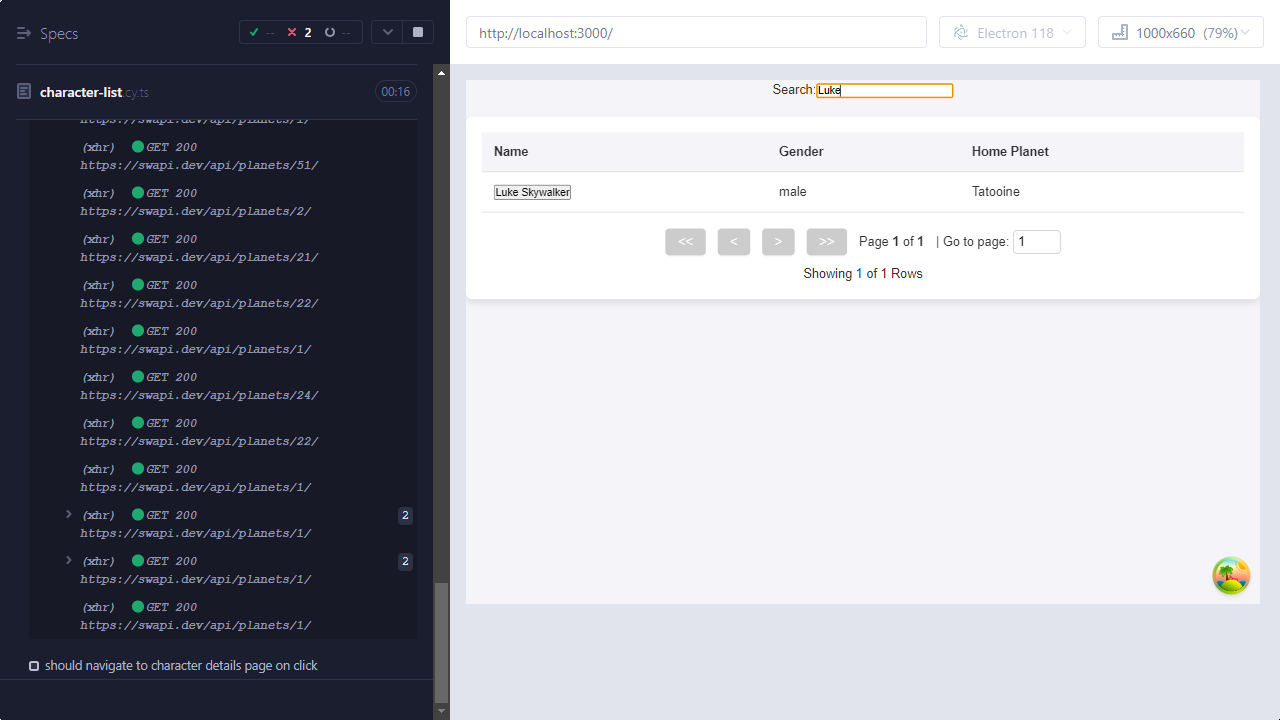 Specs
-- 2 --
character-list.cy.ts 00:16
https://swapi.dev/api/planets/1/
(xhr) GET 200
https://swapi.dev/api/planets/51/
(xhr) GET 200
https://swapi.dev/api/planets/2/
(xhr) GET 200
https://swapi.dev/api/planets/21/
(xhr) GET 200
https://swapi.dev/api/planets/22/
(xhr) GET 200
https://swapi.dev/api/planets/1/
(xhr) GET 200
https://swapi.dev/api/planets/24/
(xhr) GET 200
https://swapi.dev/api/planets/22/
(xhr) GET 200
https://swapi.dev/api/planets/1/
(xhr) GET 200 2
https://swapi.dev/api/planets/1/
(xhr) GET 200 2
https://swapi.dev/api/planets/1/
(xhr) GET 200
https://swapi.dev/api/planets/1/
should navigate to character details page on click
http://localhost:3000/ Electron 118 1000x660 (79%)
Search: Luke
Name Gender Home Planet
Luke Skywalker male Tatooine
<< < > >> Page 1 of 1 | Go to page: 1
Showing 1 of 1 Rows